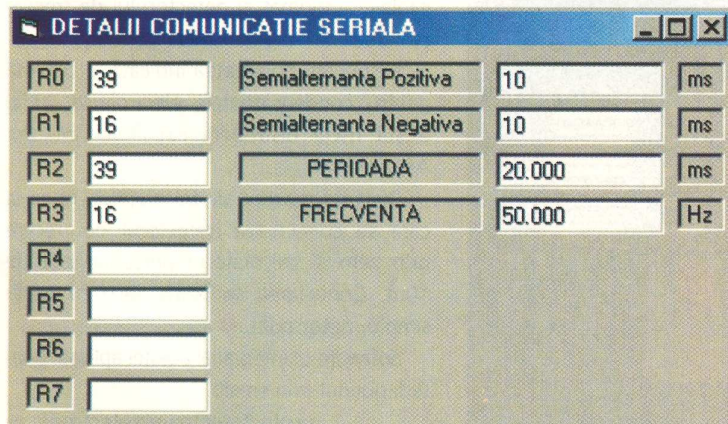 DETALII COMUNICATIE SERIALA
R0 39 Semialternanta Pozitiva 10 ms
R1 16 Semialternanta Negativa 10 ms
R2 39 PERIOADA 20.000 ms
R3 16 FRECVENTA 50.000 Hz
R4
R5
R6
R7